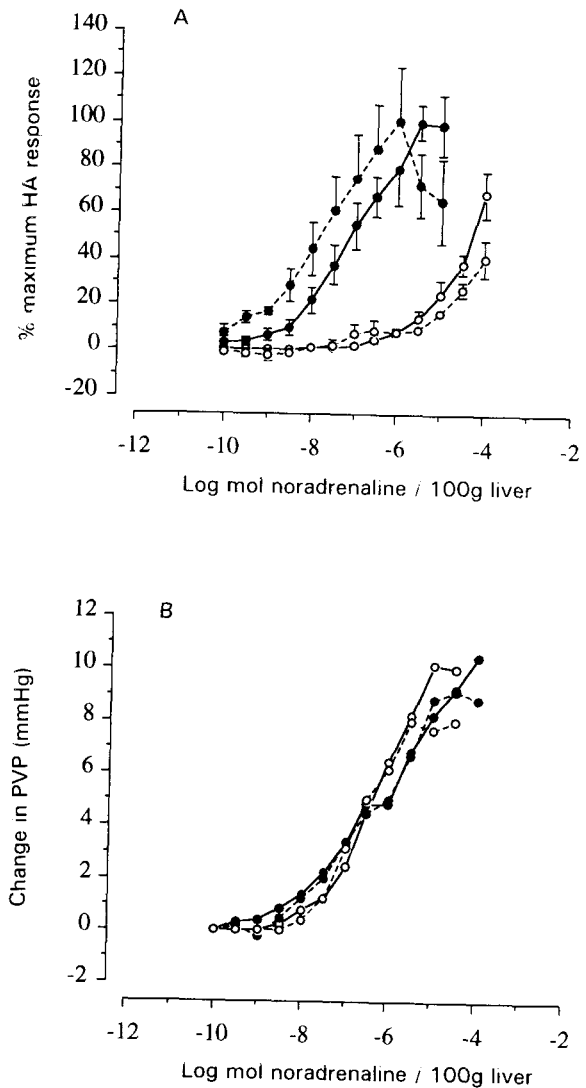 A
140
120
100
80
60
40
20
0
-20
% maximum HA response
-12 -10 -8 -6 -4 -2
Log mol noradrenaline / 100g liver
B
12
10
8
6
4
2
0
-2
Change in PVP (mmHg)
-12 -10 -8 -6 -4 -2
Log mol noradrenaline / 100g liver